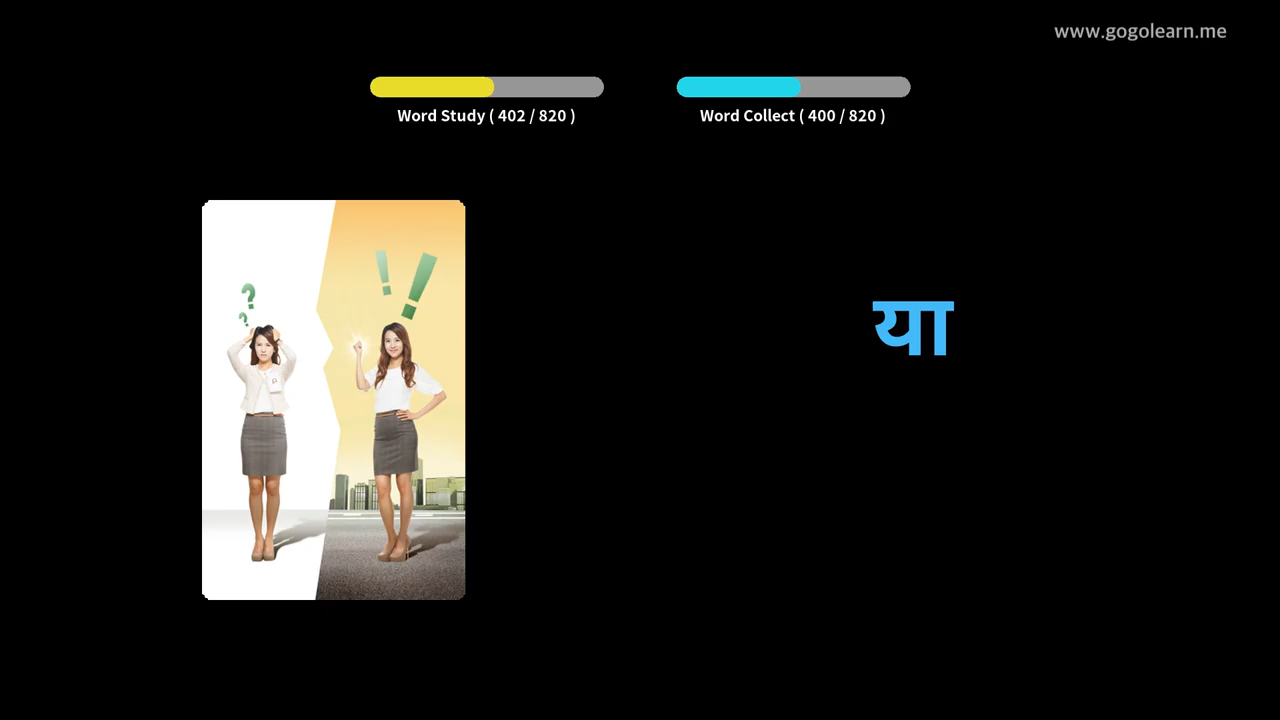 www.gogolearn.me
Word Study ( 402 / 820 )
Word Collect ( 400 / 820 )
? ! !
?
या